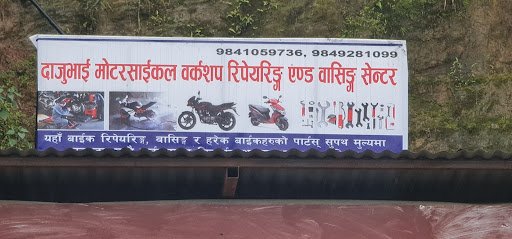 9841059736, 9849281099
दाजुभाई मोटरसाईकल वर्कशप रिपेयरिङ्ग एण्ड वासिङ्ग सेन्टर
यहाँ बाईक रिपेयरिङ्ग, वासिङ्ग र हरेक बाईकहरुको पार्टस् सुपथ मुल्यमा